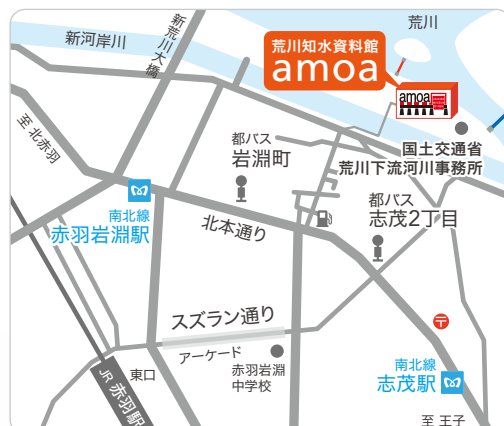 荒川
新荒川大橋
新河岸川
荒川知水資料館
amoa
amoa
至 北赤羽
都バス
岩淵町
国土交通省
荒川下流河川事務所
南北線
赤羽岩淵駅
北本通り
都バス
志茂2丁目
スズラン通り
アーケード
赤羽岩淵
中学校
東口
JR 赤羽駅
南北線
志茂駅
至 王子